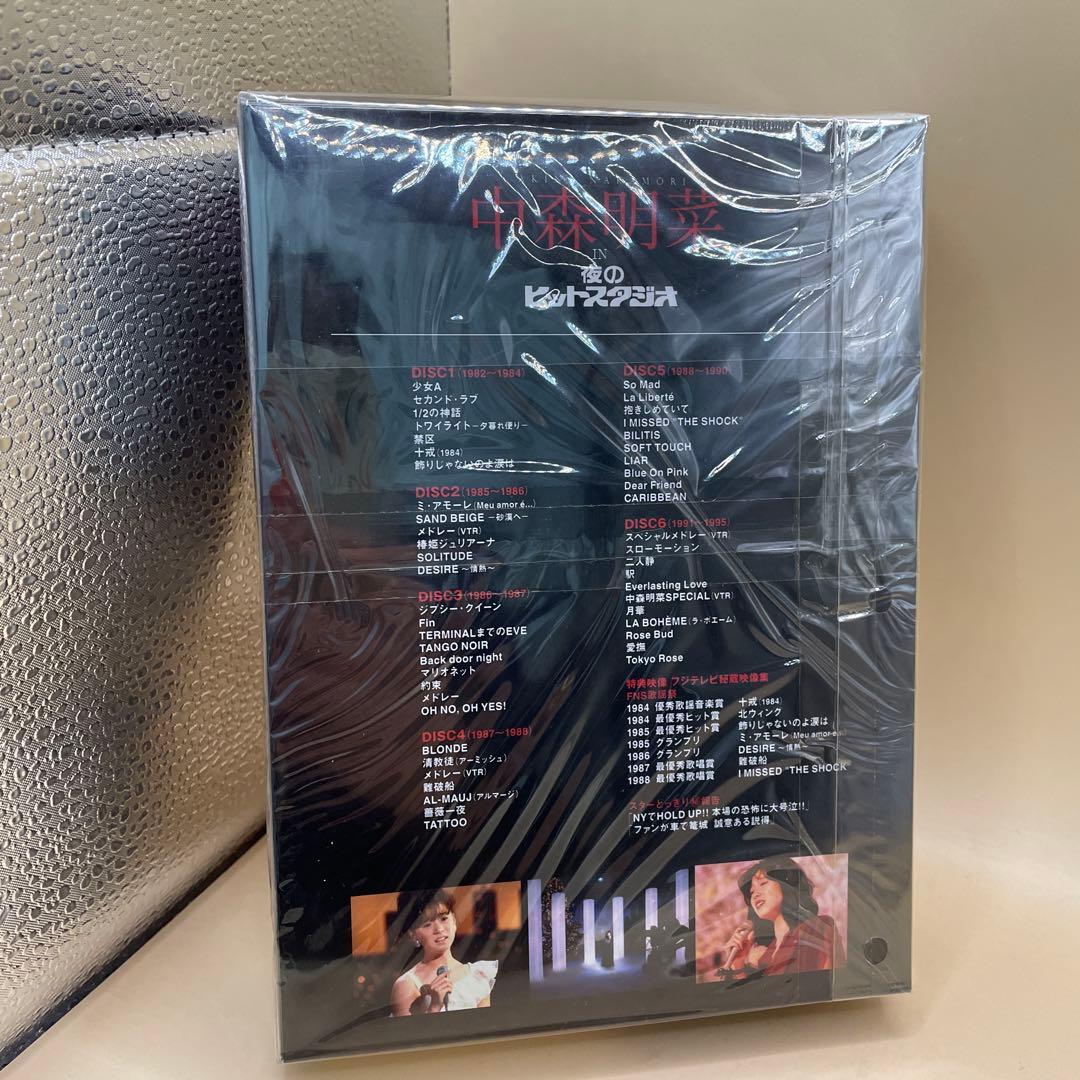 中森明菜
IN
夜の
ヒットスタジオ
DISC1(1982～1984)
少女A
セカンド・ラブ
1/2の神話
トワイライト－夕暮れ便り－
禁区
十戒(1984)
飾りじゃないのよ涙は
DISC2(1985～1986)
ミ・アモーレ(Meu amor é...)
SAND BEIGE －砂漠へ－
メドレー(VTR)
椿姫ジュリアーナ
SOLITUDE
DESIRE ～情熱～
DISC3(1986～1987)
ジプシー・クイーン
Fin
TERMINALまでのEVE
TANGO NOIR
Back door night
マリオネット
約束
メドレー
OH NO, OH YES!
DISC4(1987～1988)
BLONDE
清教徒(アーミッシュ)
メドレー(VTR)
難破船
AL-MAUJ(アルマージ)
薔薇一夜
TATTOO
DISC5(1988～1990)
So Mad
La Liberté
抱きしめていて
I MISSED "THE SHOCK"
BILITIS
SOFT TOUCH
LIAR
Blue On Pink
Dear Friend
CARIBBEAN
DISC6(1991～1995)
スペシャルメドレー(VTR)
スローモーション
二人静
駅
Everlasting Love
中森明菜SPECIAL(VTR)
月華
LA BOHÈME(ラ・ボエーム)
Rose Bud
愛撫
Tokyo Rose
特典映像 フジテレビ秘蔵映像集
FNS歌謡祭
1984 優秀歌謡音楽賞 十戒(1984)
1984 最優秀ヒット賞 北ウィング
1985 最優秀ヒット賞 飾りじゃないのよ涙は
1985 グランプリ ミ・アモーレ(Meu amor é...)
1986 グランプリ DESIRE ～情熱～
1987 最優秀歌唱賞 難破船
1988 最優秀歌唱賞 I MISSED "THE SHOCK"
スターどっきり㊙報告
「NYでHOLD UP!! 本場の恐怖に大号泣!!」
「ファンが車で籠城 誠意ある説得」